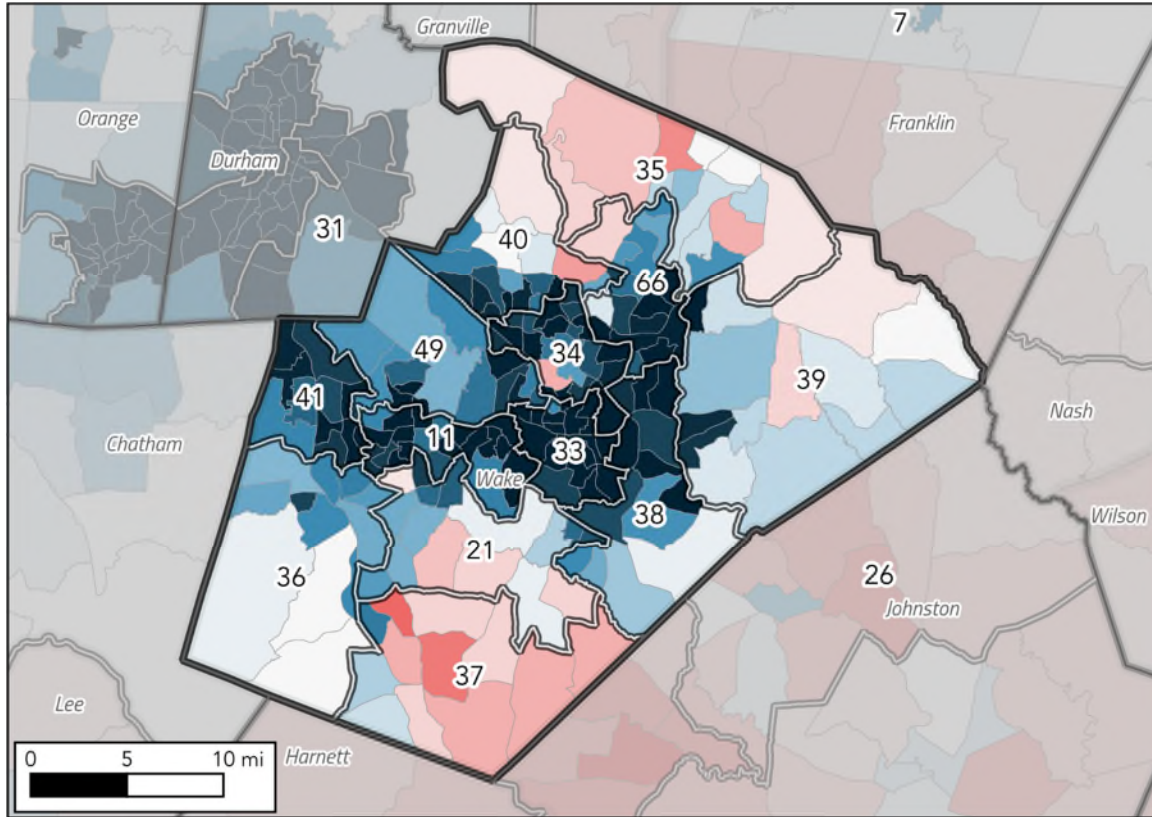 Granville
7
Orange
Franklin
Durham
35
31
40
66
49
34
39
41
Nash
Chatham
11
33
Wake
38
Wilson
21
36
26
Johnston
37
Lee
Harnett
0 5 10 mi